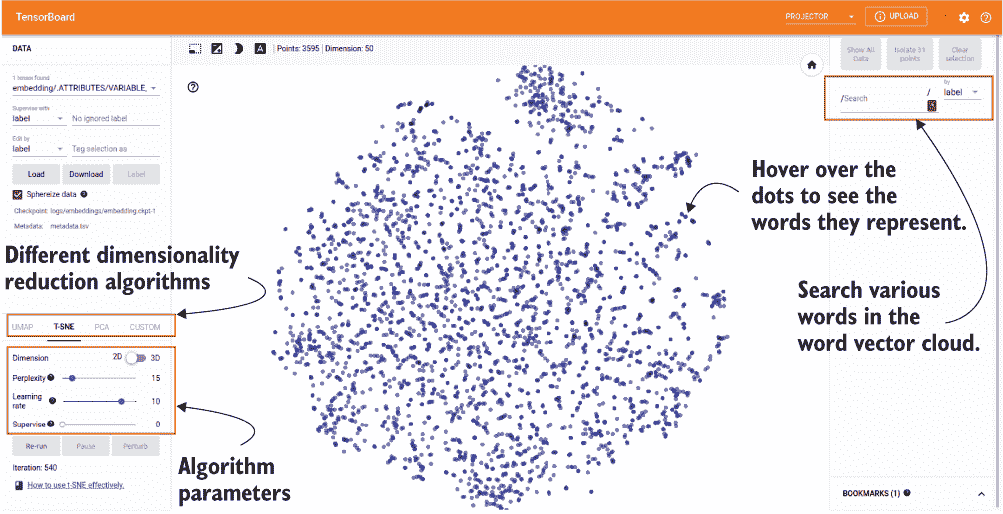 TensorBoard
PROJECTOR
UPLOAD
DATA
Points: 3595 | Dimension: 50
1 tensor found
embedding/.ATTRIBUTES/VARIABLE_
Supervise with
label
No ignored label
Edit by
label
Tag selection as
Load
Download
Label
Sphereize data
Checkpoint: logs/embeddings/embedding.ckpt-1
Metadata: metadata.tsv
Different dimensionality
reduction algorithms
UMAP
T-SNE
PCA
CUSTOM
Dimension 2D 3D
Perplexity 15
Learning
rate 10
Supervise 0
Re-run
Pause
Perturb
Iteration: 540
How to use t-SNE effectively.
Algorithm
parameters
Show All
Data
Isolate 31
points
Clear
selection
/Search
/
by
label
Hover over the
dots to see the
words they represent.
Search various
words in the
word vector cloud.
BOOKMARKS (1)